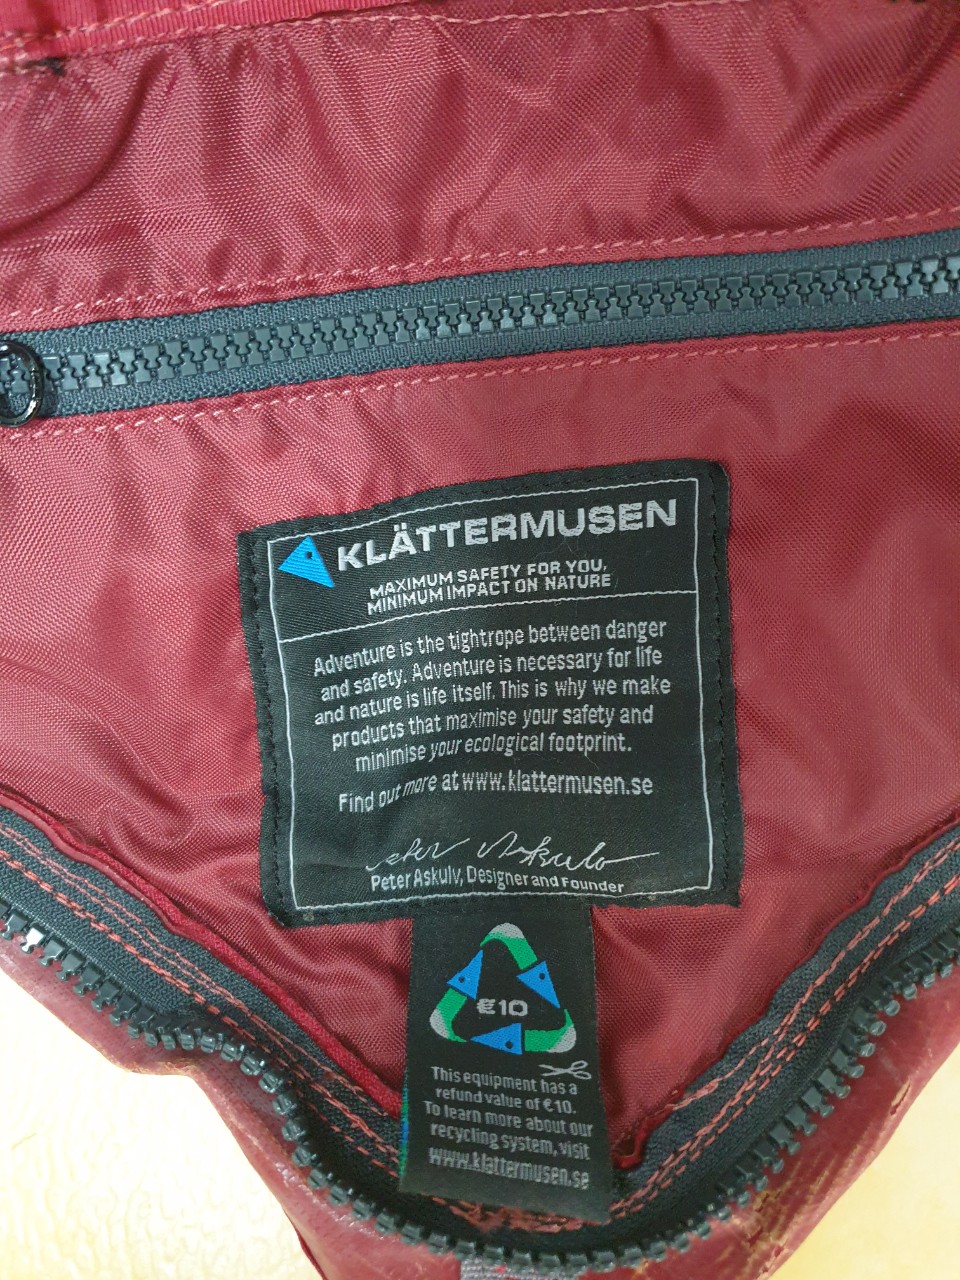 KLÄTTERMUSEN
MAXIMUM SAFETY FOR YOU,
MINIMUM IMPACT ON NATURE
Adventure is the tightrope between danger
and safety. Adventure is necessary for life
and nature is life itself. This is why we make
products that maximise your safety and
minimise your ecological footprint.
Find out more at www.klattermusen.se
Peter Askulv
Peter Askulv, Designer and Founder
€10
This equipment has a
refund value of €10.
To learn more about our
recycling system, visit
www.klattermusen.se